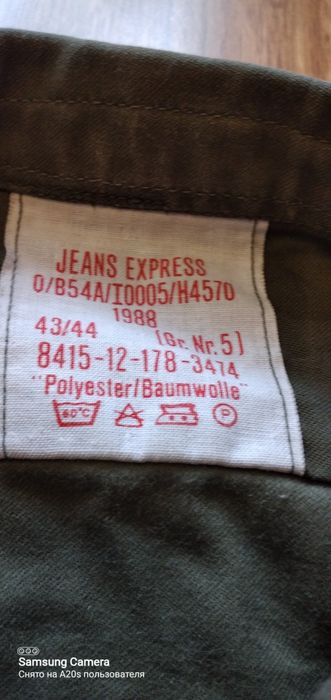 JEANS EXPRESS
0/B54A/I0005/H4570
1988
43/44 [Gr. Nr. 5]
8415-12-178-3474
"Polyester/Baumwolle"
60°C P
Samsung Camera
Снято на A20s пользователя